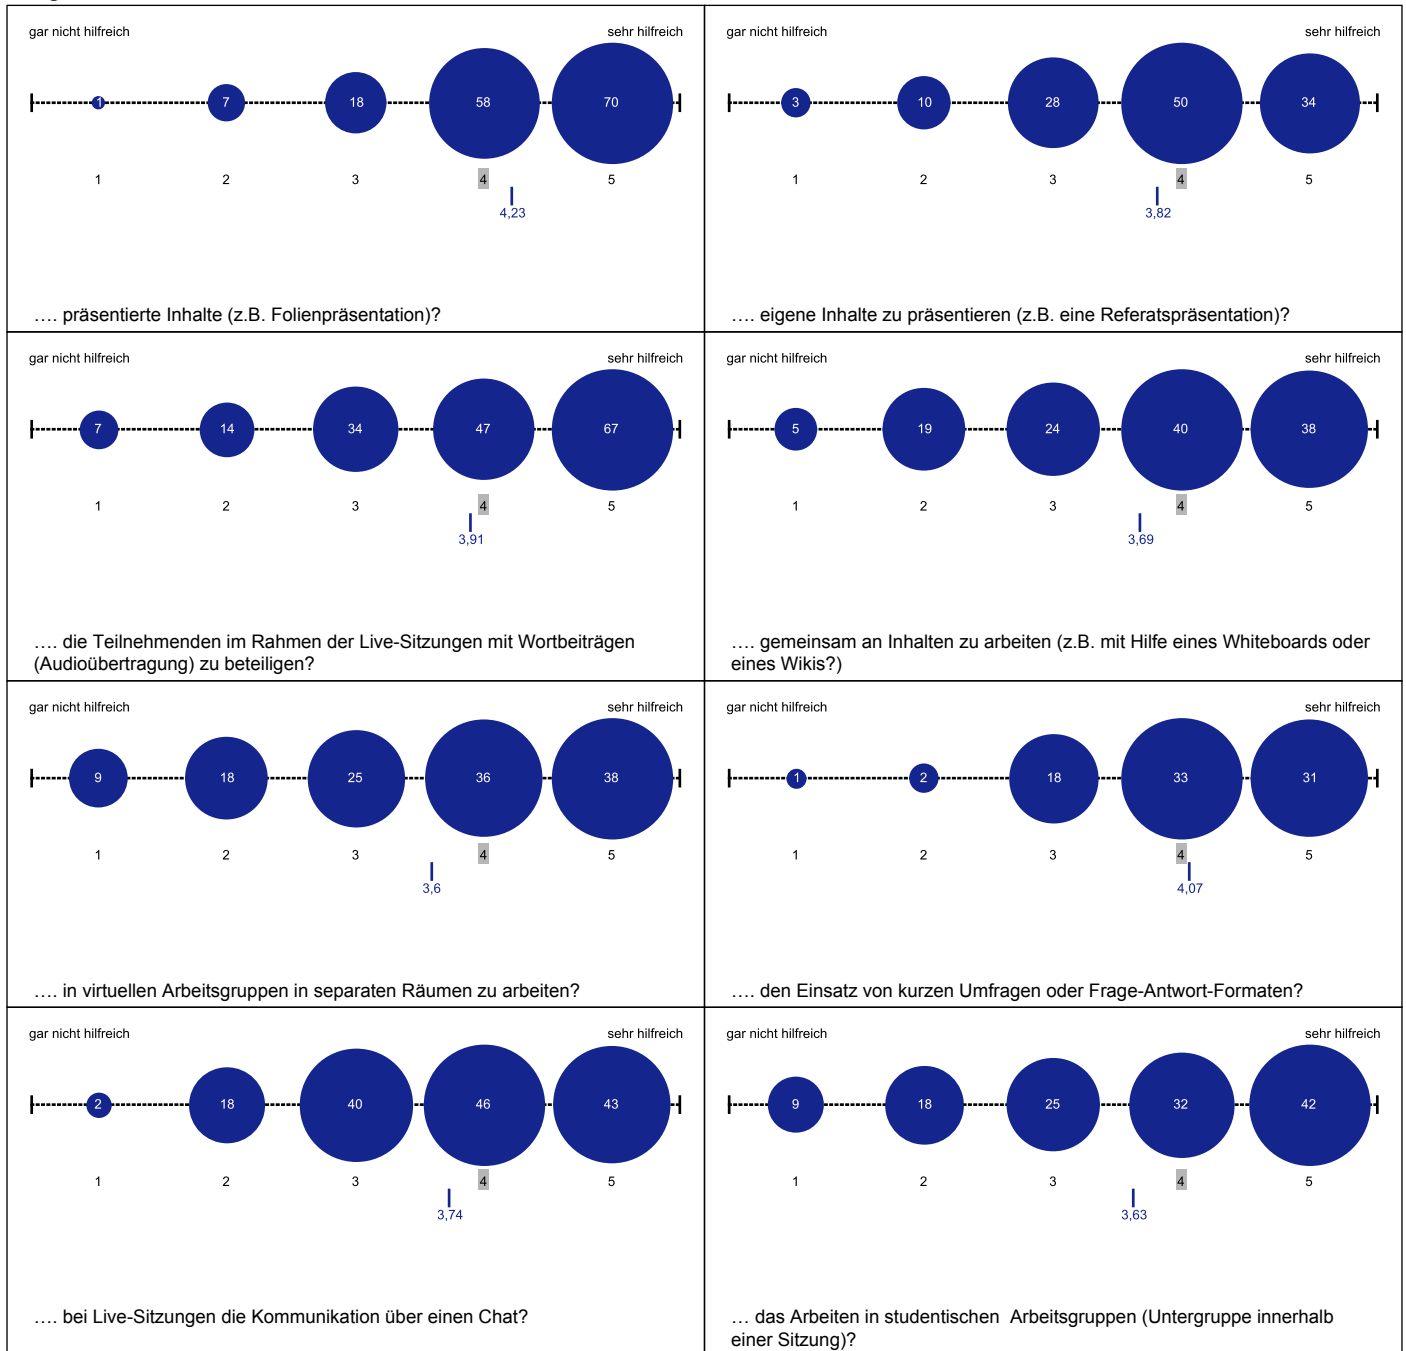 gar nicht hilfreich sehr hilfreich
1 7 18 58 70
1 2 3 4 5
4,23
…. präsentierte Inhalte (z.B. Folienpräsentation)?
gar nicht hilfreich sehr hilfreich
3 10 28 50 34
1 2 3 4 5
3,82
…. eigene Inhalte zu präsentieren (z.B. eine Referatspräsentation)?
gar nicht hilfreich sehr hilfreich
7 14 34 47 67
1 2 3 4 5
3,91
…. die Teilnehmenden im Rahmen der Live-Sitzungen mit Wortbeiträgen
(Audioübertragung) zu beteiligen?
gar nicht hilfreich sehr hilfreich
5 19 24 40 38
1 2 3 4 5
3,69
…. gemeinsam an Inhalten zu arbeiten (z.B. mit Hilfe eines Whiteboards oder
eines Wikis?)
gar nicht hilfreich sehr hilfreich
9 18 25 36 38
1 2 3 4 5
3,6
…. in virtuellen Arbeitsgruppen in separaten Räumen zu arbeiten?
gar nicht hilfreich sehr hilfreich
1 2 18 33 31
1 2 3 4 5
4,07
…. den Einsatz von kurzen Umfragen oder Frage-Antwort-Formaten?
gar nicht hilfreich sehr hilfreich
2 18 40 46 43
1 2 3 4 5
3,74
…. bei Live-Sitzungen die Kommunikation über einen Chat?
gar nicht hilfreich sehr hilfreich
9 18 25 32 42
1 2 3 4 5
3,63
… das Arbeiten in studentischen Arbeitsgruppen (Untergruppe innerhalb
einer Sitzung)?